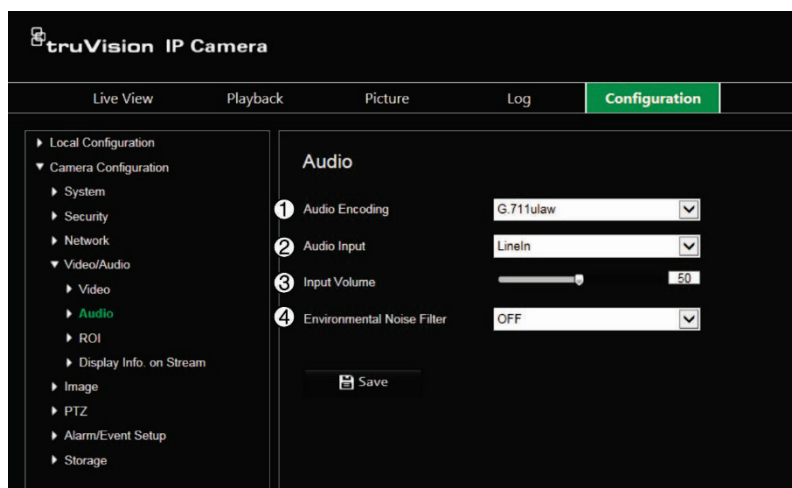 truVision IP Camera
Live View Playback Picture Log Configuration
Local Configuration
Camera Configuration
System
Security
Network
Video/Audio
Video
Audio
ROI
Display Info. on Stream
Image
PTZ
Alarm/Event Setup
Storage
Audio
1 Audio Encoding G.711ulaw
2 Audio Input LineIn
3 Input Volume 50
4 Environmental Noise Filter OFF
Save